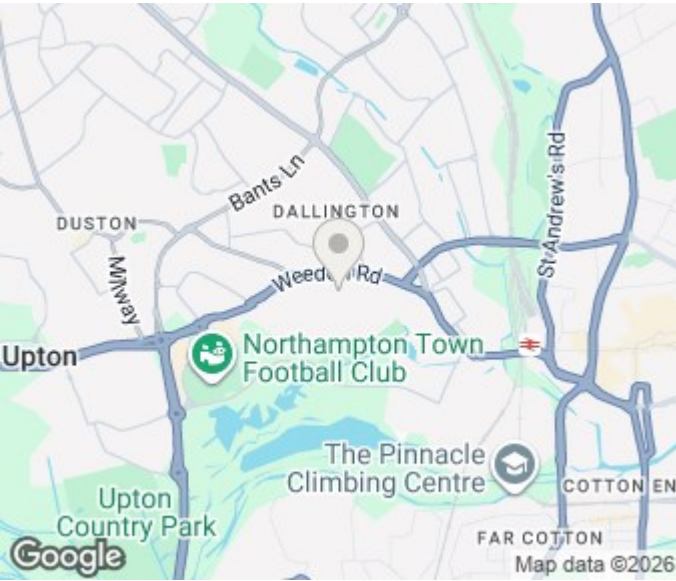 Bants Ln
DALLINGTON
DUSTON
St Andrew's Rd
Weedon Rd
Millway
Upton
Northampton Town
Football Club
The Pinnacle
Climbing Centre
COTTON EN
Upton
Country Park
FAR COTTON
Google
Map data ©2026